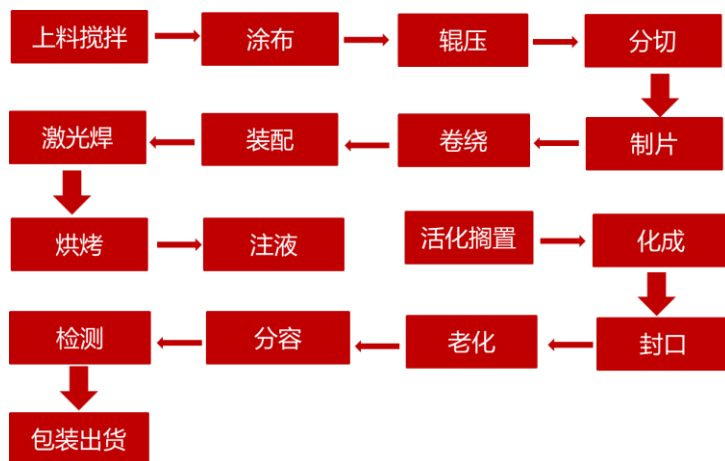 上料搅拌
涂布
辊压
分切
制片
卷绕
装配
激光焊
烘烤
注液
活化搁置
化成
封口
老化
分容
检测
包装出货